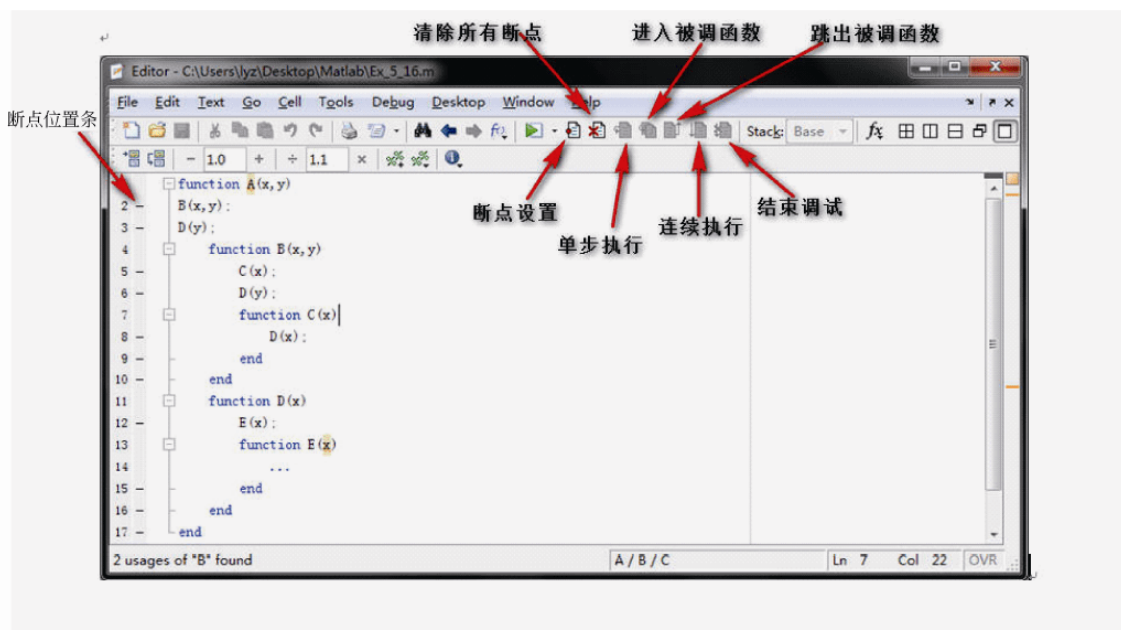 清除所有断点 进入被调函数 跳出被调函数
Editor - C:\Users\lyz\Desktop\Matlab\Ex_5_16.m
File Edit Text Go Cell Tools Debug Desktop Window Help
断点位置条
Stack: Base fx
- 1.0 + ÷ 1.1 ×
断点设置 单步执行 连续执行 结束调试
function A(x,y)
2 - B(x,y);
3 - D(y);
4 function B(x,y)
5 - C(x);
6 - D(y);
7 function C(x)
8 - D(x);
9 - end
10 - end
11 function D(x)
12 - E(x);
13 function E(x)
14 ...
15 - end
16 - end
17 - end
2 usages of "B" found A / B / C Ln 7 Col 22 OVR